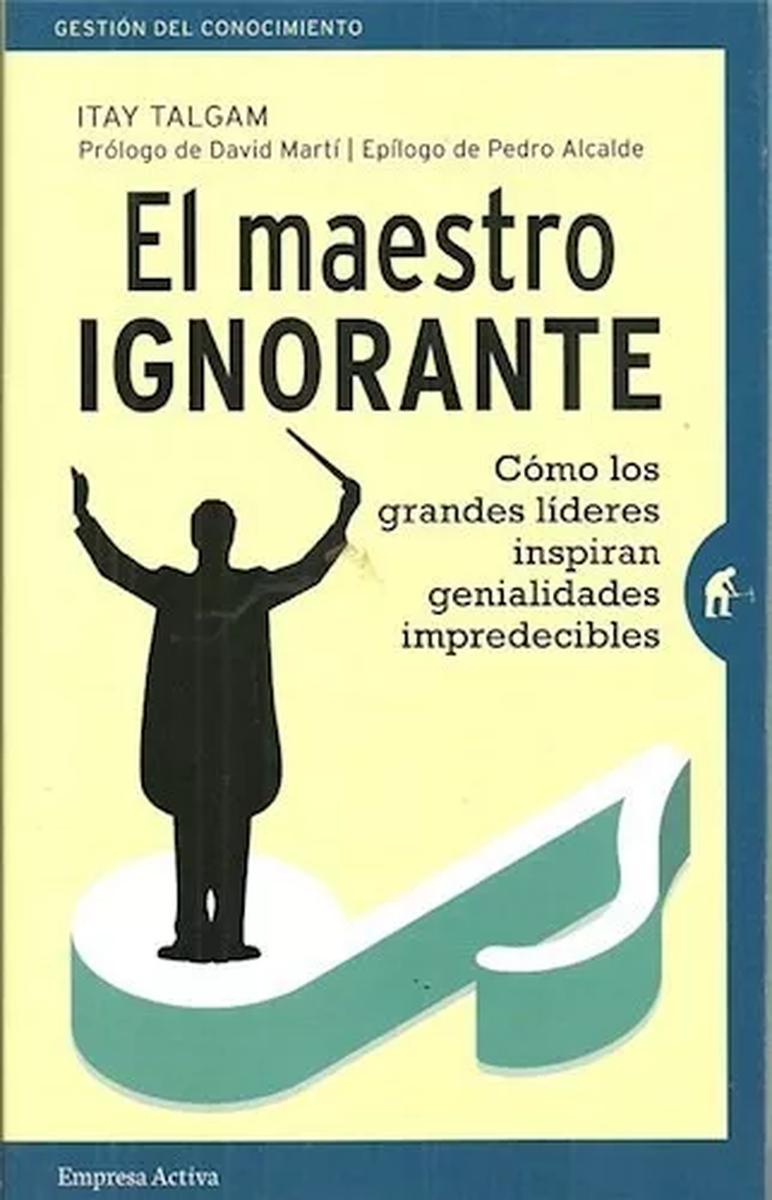 GESTIÓN DEL CONOCIMIENTO
ITAY TALGAM
Prólogo de David Martí | Epílogo de Pedro Alcalde
El maestro
IGNORANTE
Cómo los
grandes líderes
inspiran
genialidades
impredecibles
Empresa Activa